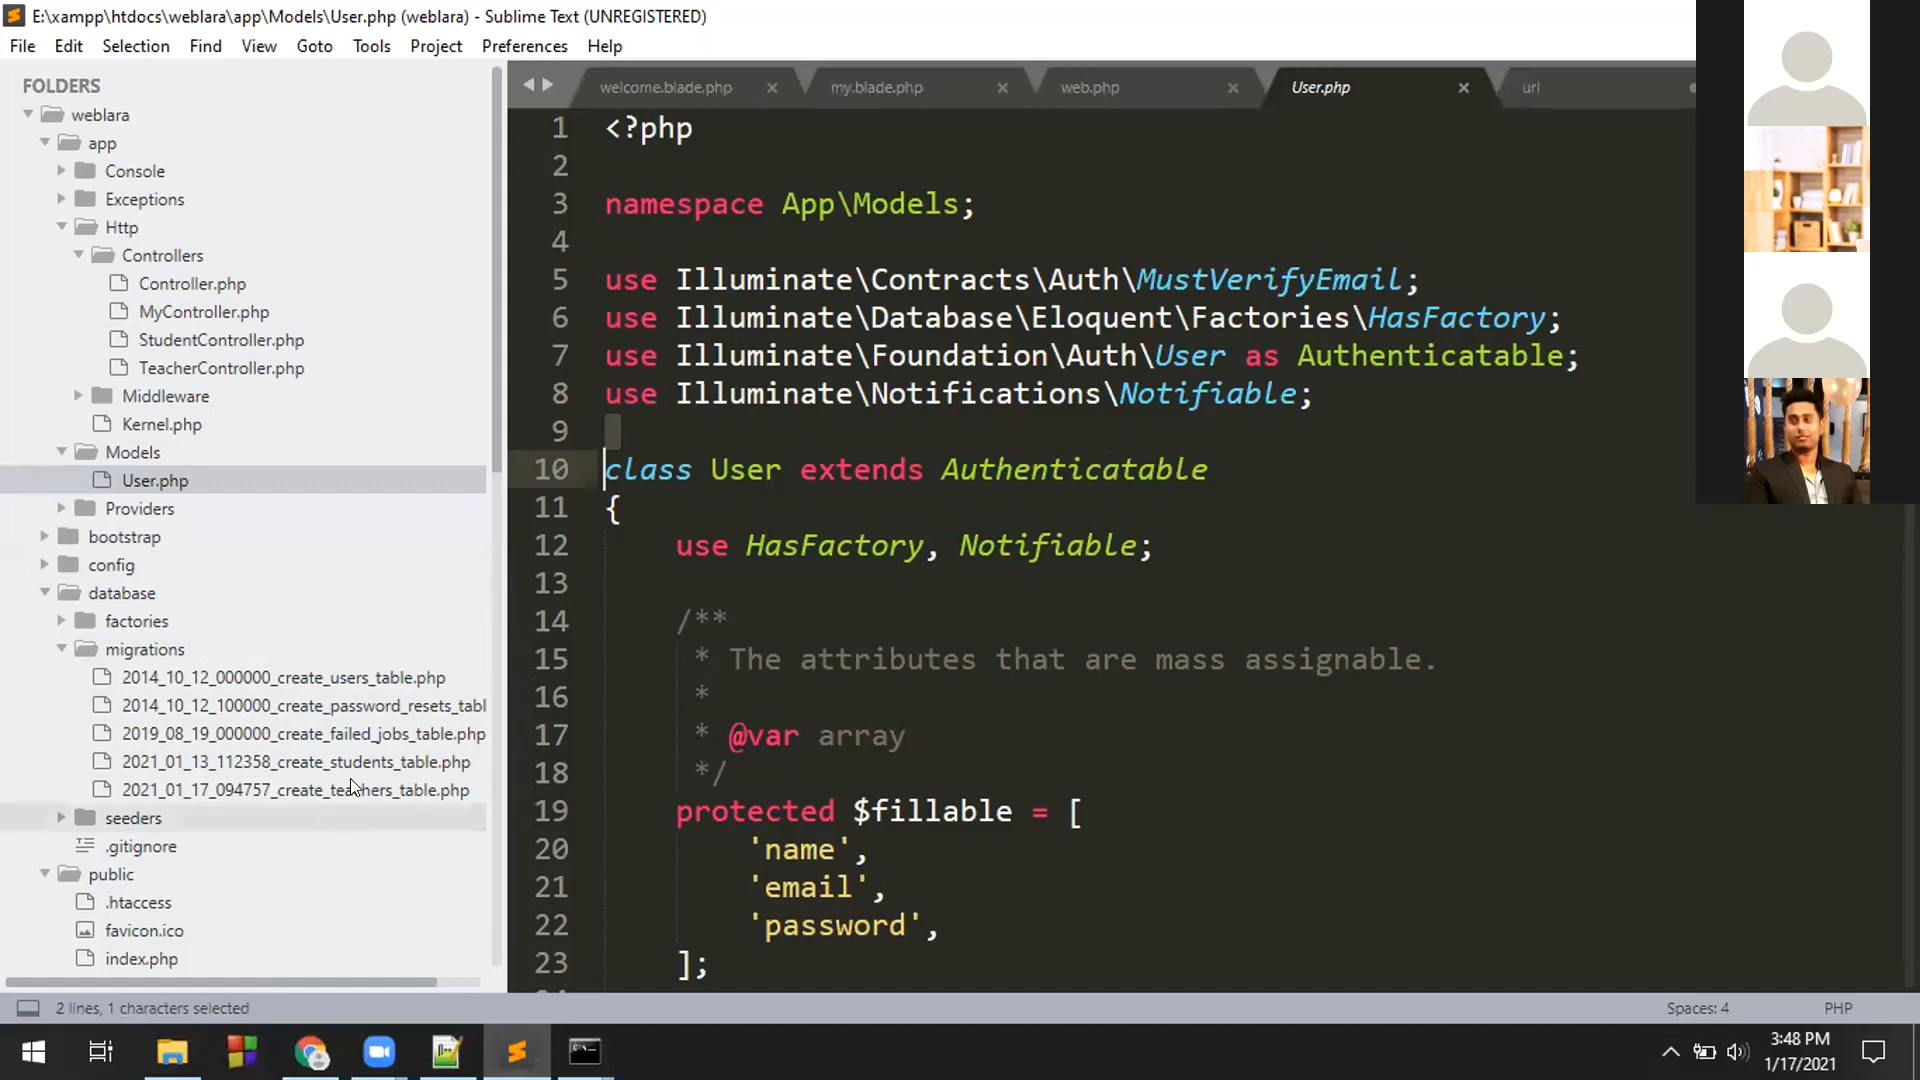 E:\xampp\htdocs\weblara\app\Models\User.php (weblara) - Sublime Text (UNREGISTERED)
File Edit Selection Find View Goto Tools Project Preferences Help
FOLDERS
weblara
app
Console
Exceptions
Http
Controllers
Controller.php
MyController.php
StudentController.php
TeacherController.php
Middleware
Kernel.php
Models
User.php
Providers
bootstrap
config
database
factories
migrations
2014_10_12_000000_create_users_table.php
2014_10_12_100000_create_password_resets_tabl
2019_08_19_000000_create_failed_jobs_table.php
2021_01_13_112358_create_students_table.php
2021_01_17_094757_create_teachers_table.php
seeders
.gitignore
public
.htaccess
favicon.ico
index.php
welcome.blade.php my.blade.php web.php User.php url
1 <?php
2
3 namespace App\Models;
4
5 use Illuminate\Contracts\Auth\MustVerifyEmail;
6 use Illuminate\Database\Eloquent\Factories\HasFactory;
7 use Illuminate\Foundation\Auth\User as Authenticatable;
8 use Illuminate\Notifications\Notifiable;
9
10 class User extends Authenticatable
11 {
12 use HasFactory, Notifiable;
13
14 /**
15 * The attributes that are mass assignable.
16 *
17 * @var array
18 */
19 protected $fillable = [
20 'name',
21 'email',
22 'password',
23 ];
2 lines, 1 characters selected
Spaces: 4 PHP
3:48 PM
1/17/2021